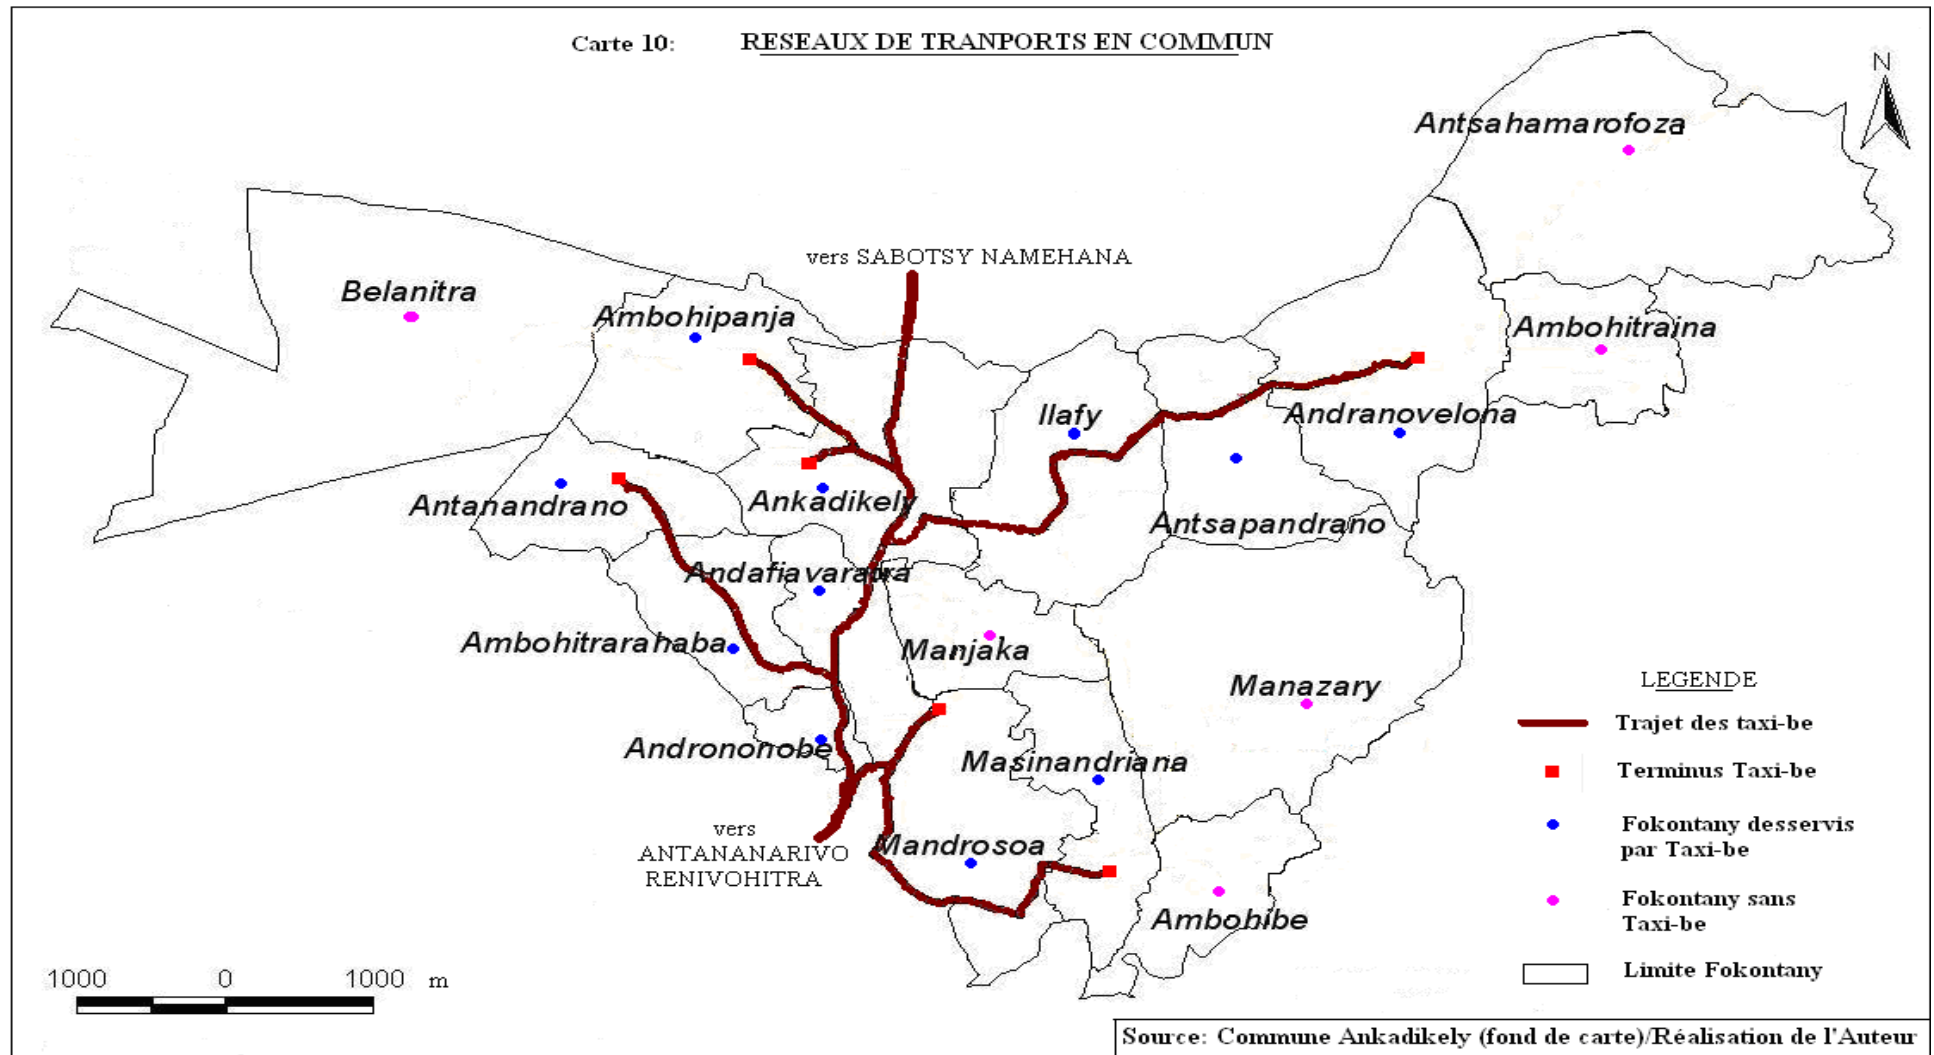 Carte 10: RESEAUX DE TRANPORTS EN COMMUN
N
Antsahamarofoza
vers SABOTSY NAMEHANA
Belanitra
Ambohipanja
Ambohitraina
Ilafy
Andranovelona
Antanandrano
Ankadikely
Antsapandrano
Andafiavaratra
Ambohitrarahaba
Manjaka
Manazary
Andrononobe
Masinandriana
vers
ANTANANARIVO
RENIVOHITRA
Mandrosoa
Ambohibe
LEGENDE
Trajet des taxi-be
Terminus Taxi-be
Fokontany desservis
par Taxi-be
Fokontany sans
Taxi-be
Limite Fokontany
1000 0 1000 m
Source: Commune Ankadikely (fond de carte)/Réalisation de l'Auteur